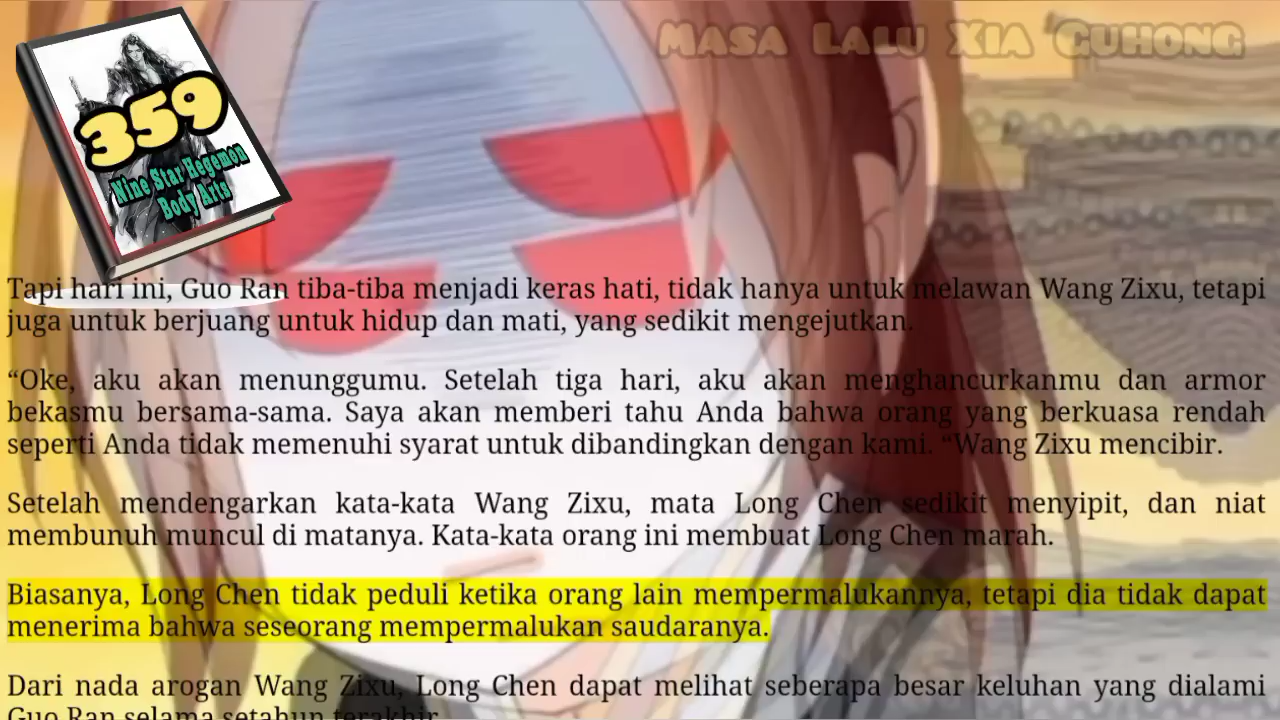 Masa Lalu Xia Guhong
359
Nine Star Hegemon
Body Arts
Tapi hari ini, Guo Ran tiba-tiba menjadi keras hati, tidak hanya untuk melawan Wang Zixu, tetapi
juga untuk berjuang untuk hidup dan mati, yang sedikit mengejutkan.
“Oke, aku akan menunggumu. Setelah tiga hari, aku akan menghancurkanmu dan armor
bekasmu bersama-sama. Saya akan memberi tahu Anda bahwa orang yang berkuasa rendah
seperti Anda tidak memenuhi syarat untuk dibandingkan dengan kami. “Wang Zixu mencibir.
Setelah mendengarkan kata-kata Wang Zixu, mata Long Chen sedikit menyipit, dan niat
membunuh muncul di matanya. Kata-kata orang ini membuat Long Chen marah.
Biasanya, Long Chen tidak peduli ketika orang lain mempermalukannya, tetapi dia tidak dapat
menerima bahwa seseorang mempermalukan saudaranya.
Dari nada arogan Wang Zixu, Long Chen dapat melihat seberapa besar keluhan yang dialami
Guo Ran selama setahun terakhir.